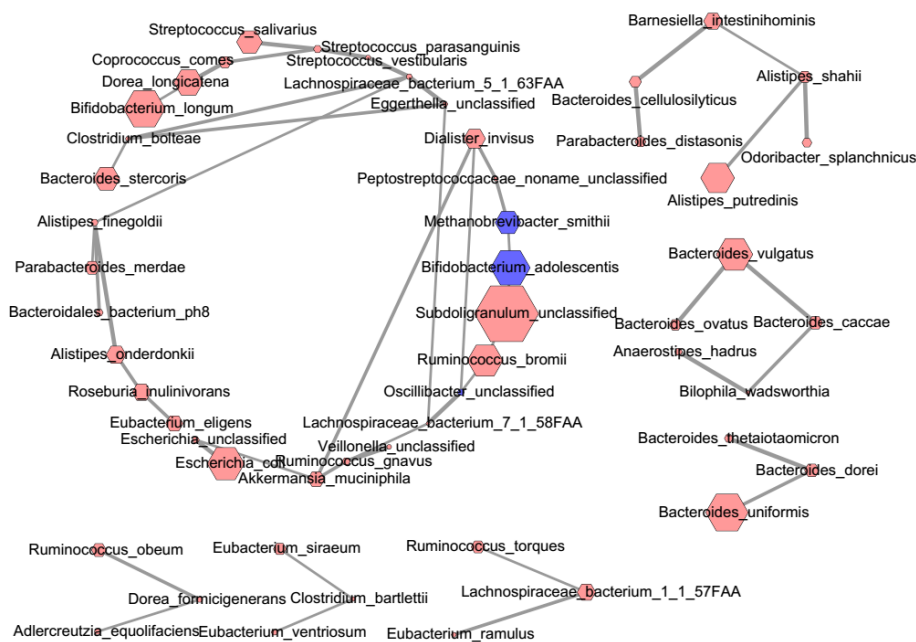 Streptococcus_salivarius
Streptococcus_parasanguinis
Coprococcus_comes
Streptococcus_vestibularis
Dorea_longicatena
Lachnospiraceae_bacterium_5_1_63FAA
Bifidobacterium_longum
Eggerthella_unclassified
Clostridium_bolteae
Dialister_invisus
Bacteroides_stercoris
Peptostreptococcaceae_noname_unclassified
Alistipes_finegoldii
Methanobrevibacter_smithii
Parabacteroides_merdae
Bifidobacterium_adolescentis
Bacteroidales_bacterium_ph8
Subdoligranulum_unclassified
Alistipes_onderdonkii
Ruminococcus_bromii
Roseburia_inulinivorans
Oscillibacter_unclassified
Eubacterium_eligens
Lachnospiraceae_bacterium_7_1_58FAA
Escherichia_unclassified
Veillonella_unclassified
Escherichia_coli
Ruminococcus_gnavus
Akkermansia_muciniphila
Barnesiella_intestinihominis
Alistipes_shahii
Bacteroides_cellulosilyticus
Parabacteroides_distasonis
Odoribacter_splanchnicus
Alistipes_putredinis
Bacteroides_vulgatus
Bacteroides_ovatus
Bacteroides_caccae
Anaerostipes_hadrus
Bilophila_wadsworthia
Bacteroides_thetaiotaomicron
Bacteroides_dorei
Bacteroides_uniformis
Ruminococcus_obeum
Dorea_formicigenerans
Adlercreutzia_equolifaciens
Eubacterium_siraeum
Clostridium_bartlettii
Eubacterium_ventriosum
Ruminococcus_torques
Lachnospiraceae_bacterium_1_1_57FAA
Eubacterium_ramulus